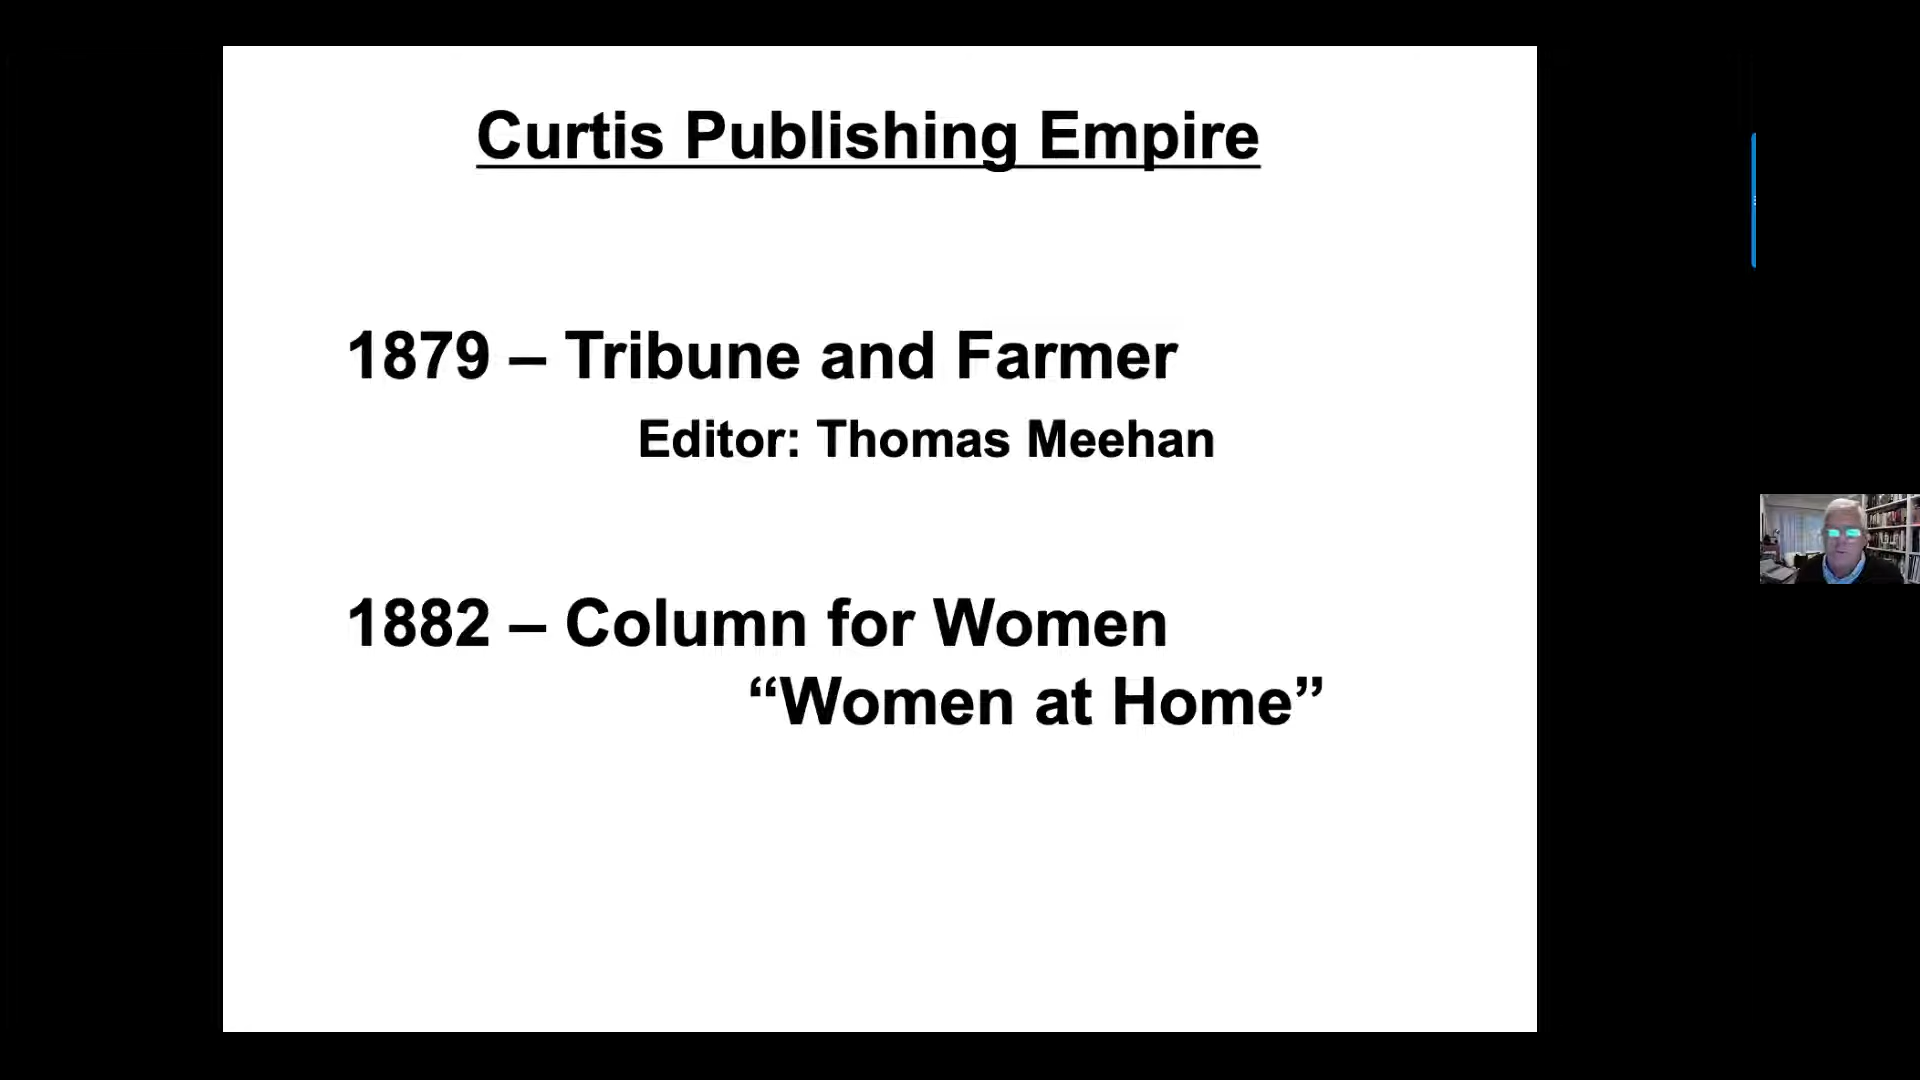 Curtis Publishing Empire
1879 – Tribune and Farmer
Editor: Thomas Meehan
1882 – Column for Women
“Women at Home”